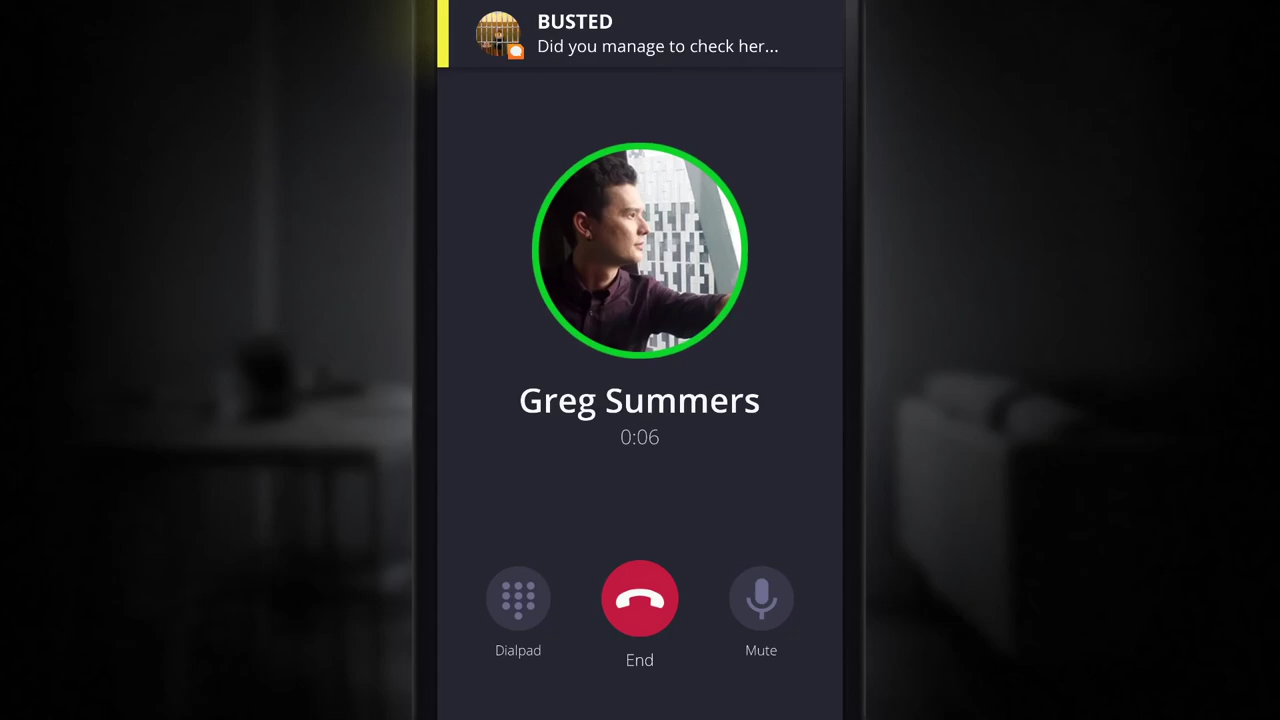 BUSTED
Did you manage to check her...
Greg Summers
0:06
Dialpad
End
Mute